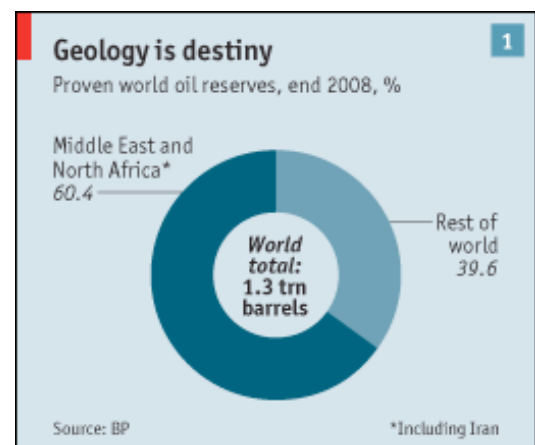 Geology is destiny
1
Proven world oil reserves, end 2008, %
Middle East and
North Africa*
60.4
Rest of
world
39.6
World
total:
1.3 trn
barrels
Source: BP
*Including Iran